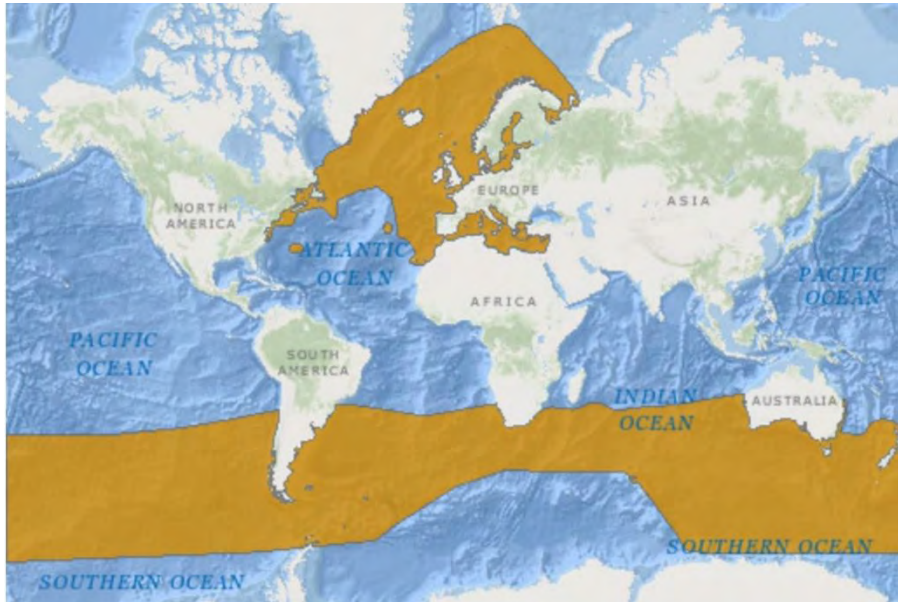 NORTH
AMERICA
EUROPE
ASIA
ATLANTIC
OCEAN
PACIFIC
OCEAN
AFRICA
PACIFIC
OCEAN
SOUTH
AMERICA
INDIAN
OCEAN
AUSTRALIA
SOUTHERN OCEAN
SOUTHERN OCEAN